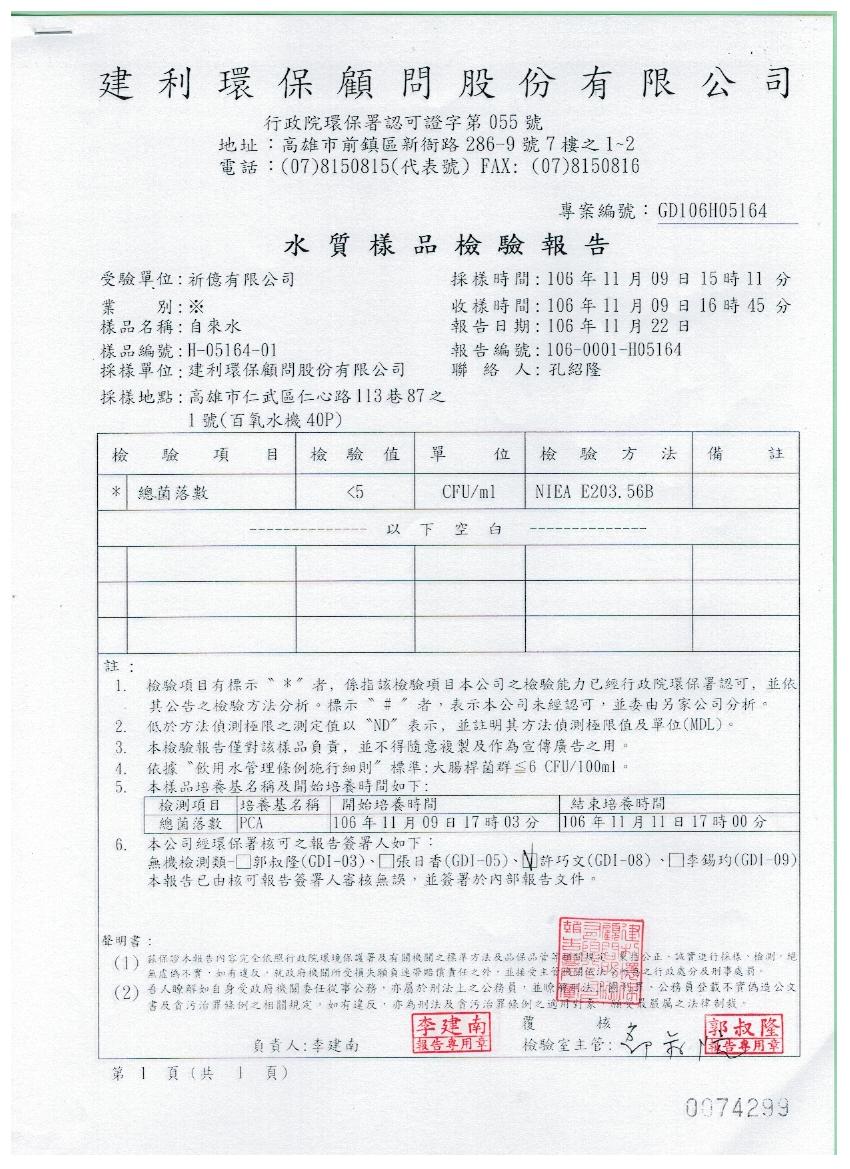 建利環保顧問股份有限公司
行政院環保署認可證字第 055 號
地址：高雄市前鎮區新衙路 286-9 號 7 樓之 1~2
電話：(07)8150815(代表號) FAX: (07)8150816
專案編號：GD106H05164
水質樣品檢驗報告
受驗單位:祈億有限公司 採樣時間:106 年 11 月 09 日 15 時 11 分
業 別:※ 收樣時間:106 年 11 月 09 日 16 時 45 分
樣品名稱:自來水 報告日期:106 年 11 月 22 日
樣品編號:H-05164-01 報告編號:106-0001-H05164
採樣單位:建利環保顧問股份有限公司 聯絡人:孔紹隆
採樣地點:高雄市仁武區仁心路 113 巷 87 之
1 號(百氧水機 40P)
檢驗項目 檢驗值 單位 檢驗方法 備註
* 總菌落數 <5 CFU/ml NIEA E203.56B
-------------- 以下空白 --------------
註：
1. 檢驗項目有標示〝*〞者，係指該檢驗項目本公司之檢驗能力已經行政院環保署認可，並依
其公告之檢驗方法分析。標示〝#〞者，表示本公司未經認可，並委由另家公司分析。
2. 低於方法偵測極限之測定值以〝ND〞表示，並註明其方法偵測極限值及單位(MDL)。
3. 本檢驗報告僅對該樣品負責，並不得隨意複製及作為宣傳廣告之用。
4. 依據〝飲用水管理條例施行細則〞標準:大腸桿菌群≦6 CFU/100ml。
5. 本樣品培養基名稱及開始培養時間如下:
檢測項目 培養基名稱 開始培養時間 結束培養時間
總菌落數 PCA 106 年 11 月 09 日 17 時 03 分 106 年 11 月 11 日 17 時 00 分
6. 本公司經環保署核可之報告簽署人如下:
無機檢測類-□郭叔隆(GDI-03)、□張日香(GDI-05)、☑許巧文(GDI-08)、□李錫玓(GDI-09)
本報告已由核可報告簽署人審核無誤，並簽署於內部報告文件。
聲明書：
(1) 茲保證本報告內容完全依照行政院環境保護署及有關機關之標準方法及品保品管等相關規定，秉持公正、誠實進行採樣、檢測。絕
無虛偽不實，如有違反，就政府機關所受損失願負連帶賠償責任之外，並接受主管機關依法令所為之行政處分及刑事處罰。
(2) 吾人瞭解如自身受政府機關委任從事公務，亦屬於刑法上之公務員，並瞭解刑法上圖利罪、公務員登載不實偽造公文
書及貪污治罪條例之相關規定，如有違反，亦為刑法及貪污治罪條例之適用對象，願受最嚴厲之法律制裁。
李建南
報告專用章
負責人:李建南
覆核
檢驗室主管:
郭叔隆
報告專用章
第 1 頁(共 1 頁)
0074299